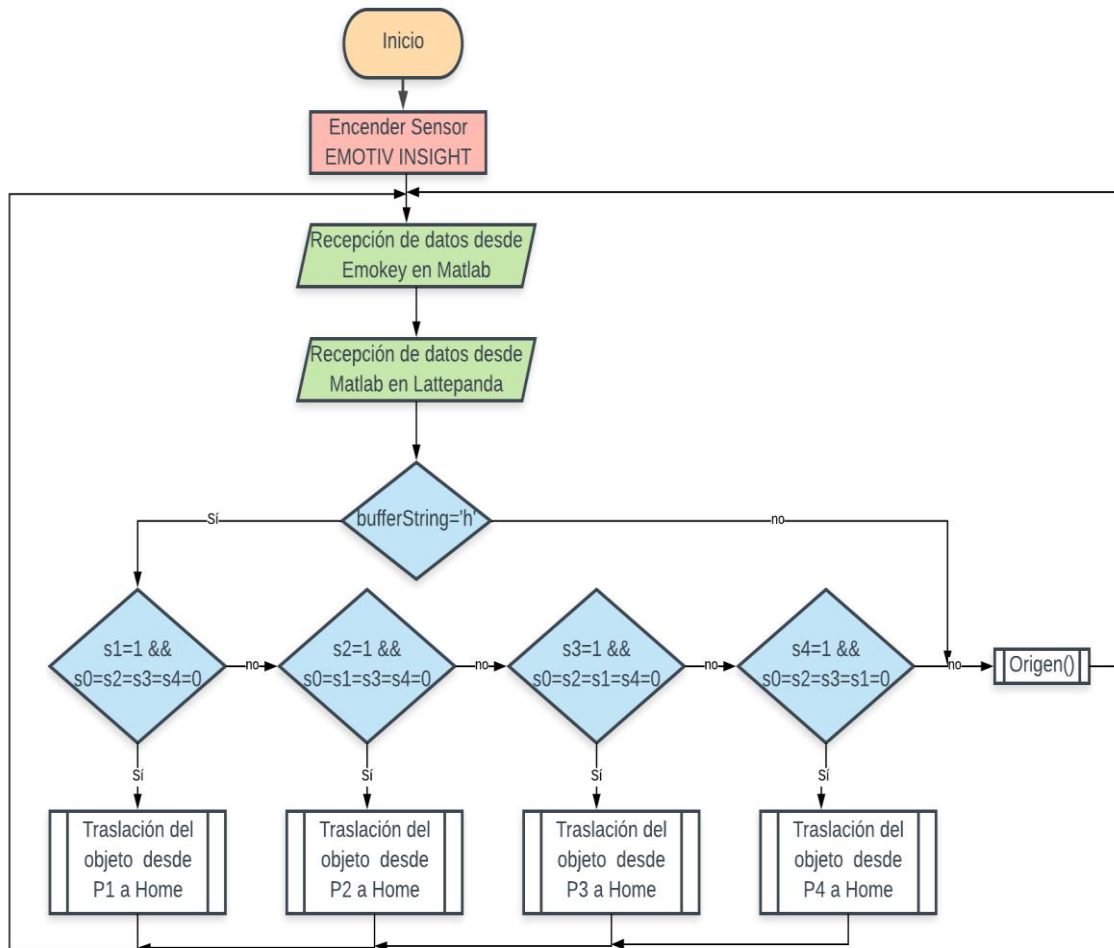 Inicio
Encender Sensor
EMOTIV INSIGHT
Recepción de datos desde
Emokey en Matlab
Recepción de datos desde
Matlab en Lattepanda
bufferString='h'
Sí
no
s1=1 &&
s0=s2=s3=s4=0
no
s2=1 &&
s0=s1=s3=s4=0
no
s3=1 &&
s0=s2=s1=s4=0
no
s4=1 &&
s0=s2=s3=s1=0
no
Origen()
Sí
Sí
Sí
Sí
Traslación del
objeto desde
P1 a Home
Traslación del
objeto desde
P2 a Home
Traslación del
objeto desde
P3 a Home
Traslación del
objeto desde
P4 a Home